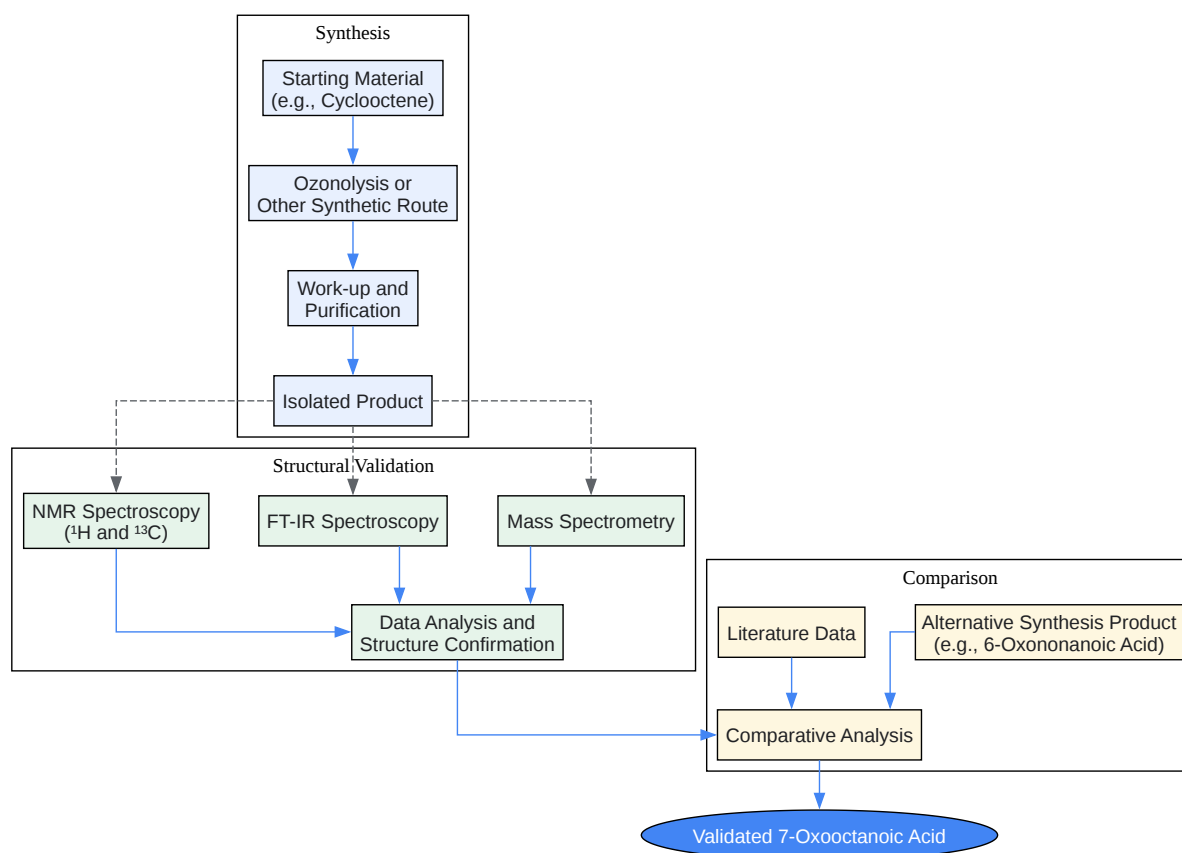 Synthesis
Starting Material
(e.g., Cyclooctene)
Ozonolysis or
Other Synthetic Route
Work-up and
Purification
Isolated Product
Structural Validation
NMR Spectroscopy
(¹H and ¹³C)
FT-IR Spectroscopy
Mass Spectrometry
Data Analysis and
Structure Confirmation
Comparison
Literature Data
Alternative Synthesis Product
(e.g., 6-Oxononanoic Acid)
Comparative Analysis
Validated 7-Oxooctanoic Acid